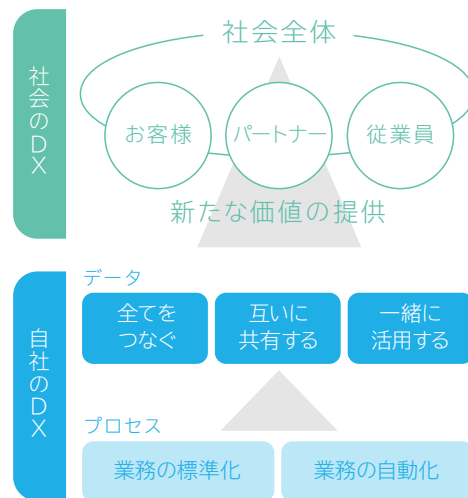 社会のDX
社会全体
お客様
パートナー
従業員
新たな価値の提供
自社のDX
データ
全てを
つなぐ
互いに
共有する
一緒に
活用する
プロセス
業務の標準化
業務の自動化